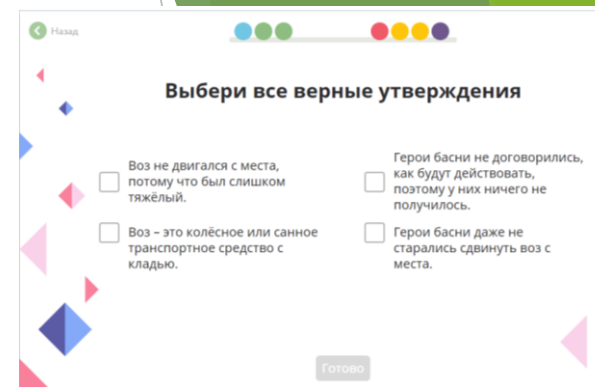 Назад
Выбери все верные утверждения
Воз не двигался с места,
потому что был слишком
тяжёлый.
Воз – это колёсное или санное
транспортное средство с
кладью.
Герои басни не договорились,
как будут действовать,
поэтому у них ничего не
получилось.
Герои басни даже не
старались сдвинуть воз с
места.
Готово